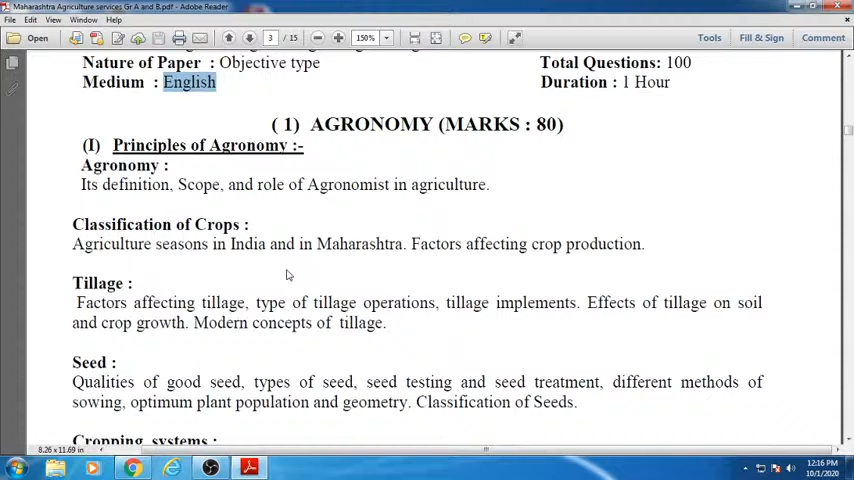 Maharashtra Agriculture services Gr A and B.pdf - Adobe Reader
File Edit View Window Help
Open 3 / 15 150% Tools Fill & Sign Comment
Nature of Paper : Objective type Total Questions: 100
Medium : English Duration : 1 Hour
( 1) AGRONOMY (MARKS : 80)
(I) Principles of Agronomy :-
Agronomy :
Its definition, Scope, and role of Agronomist in agriculture.
Classification of Crops :
Agriculture seasons in India and in Maharashtra. Factors affecting crop production.
Tillage :
Factors affecting tillage, type of tillage operations, tillage implements. Effects of tillage on soil
and crop growth. Modern concepts of tillage.
Seed :
Qualities of good seed, types of seed, seed testing and seed treatment, different methods of
sowing, optimum plant population and geometry. Classification of Seeds.
Cropping systems :
8.26 x 11.69 in
12:16 PM
10/1/2020